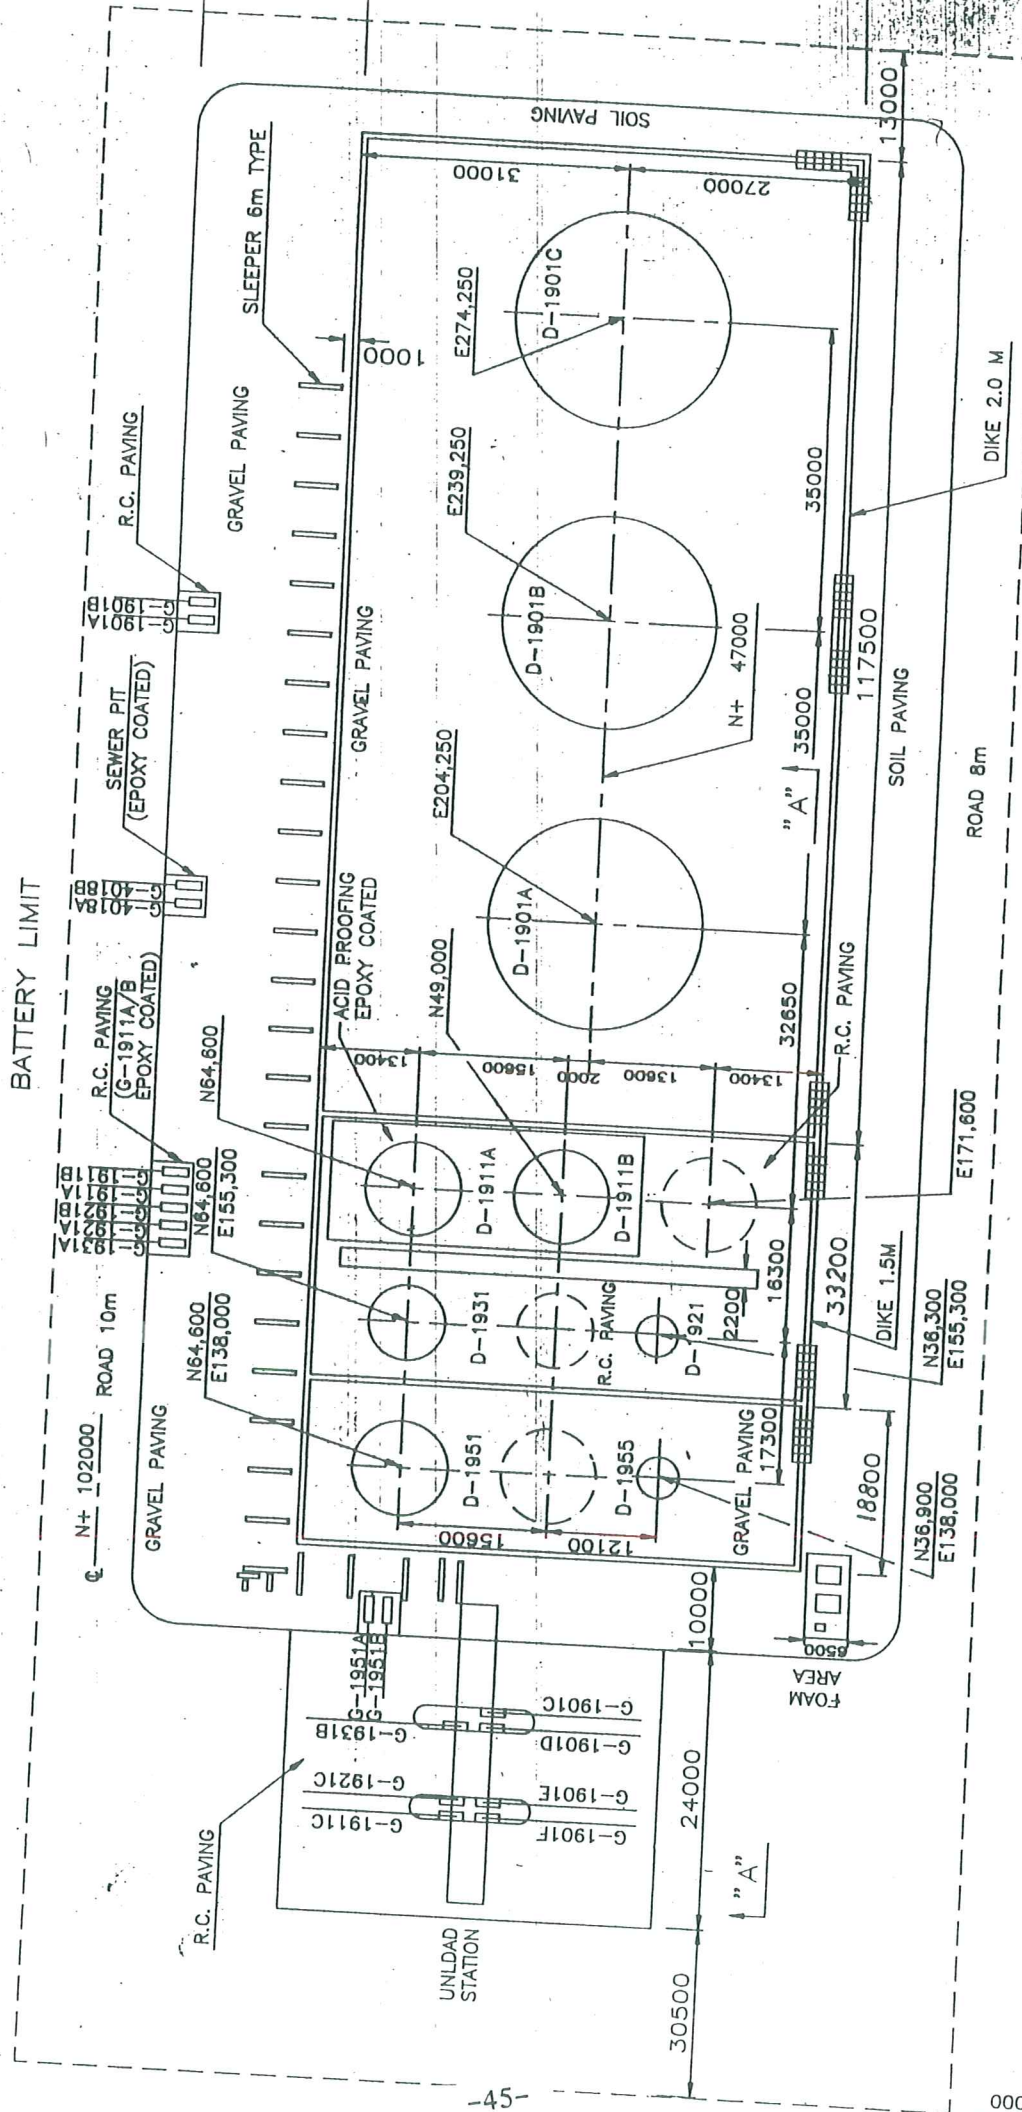 BATTERY LIMIT
℄ N+ 102000
ROAD 10m
GRAVEL PAVING
R.C. PAVING
(G-1911A/B
EPOXY COATED)
SEWER PIT
(EPOXY COATED)
R.C. PAVING
GRAVEL PAVING
SLEEPER 6m TYPE
G-1931A
G-1921A
G-1921B
G-1911A
G-1911B
G-4018A
G-4018B
G-1901A
G-1901B
N64,600
E138,000
N64,600
E155,300
N64,600
ACID PROOFING
EPOXY COATED
N49,000
GRAVEL PAVING
1000
E204,250
E239,250
E274,250
SOIL PAVING
31000
27000
13000
D-1901A
D-1901B
D-1901C
N+ 47000
D-1951
D-1955
D-1931
R.C. PAVING
D-1911A
D-1911B
GRAVEL PAVING
15600
12100
13400
15600
2000
13600
13400
2200
17300
16300
32650
35000
35000
"A"
R.C. PAVING
E171,600
DIKE 1.5M
DIKE 2.0 M
18800
33200
117500
SOIL PAVING
ROAD 8m
N36,900
E138,000
N36,300
E155,300
R.C. PAVING
G-1951A
G-1951B
G-1931B
G-1921C
G-1911C
G-1901C
G-1901D
G-1901E
G-1901F
UNLDAD
STATION
30500
24000
10000
6500
FOAM
AREA
"A"
-45-